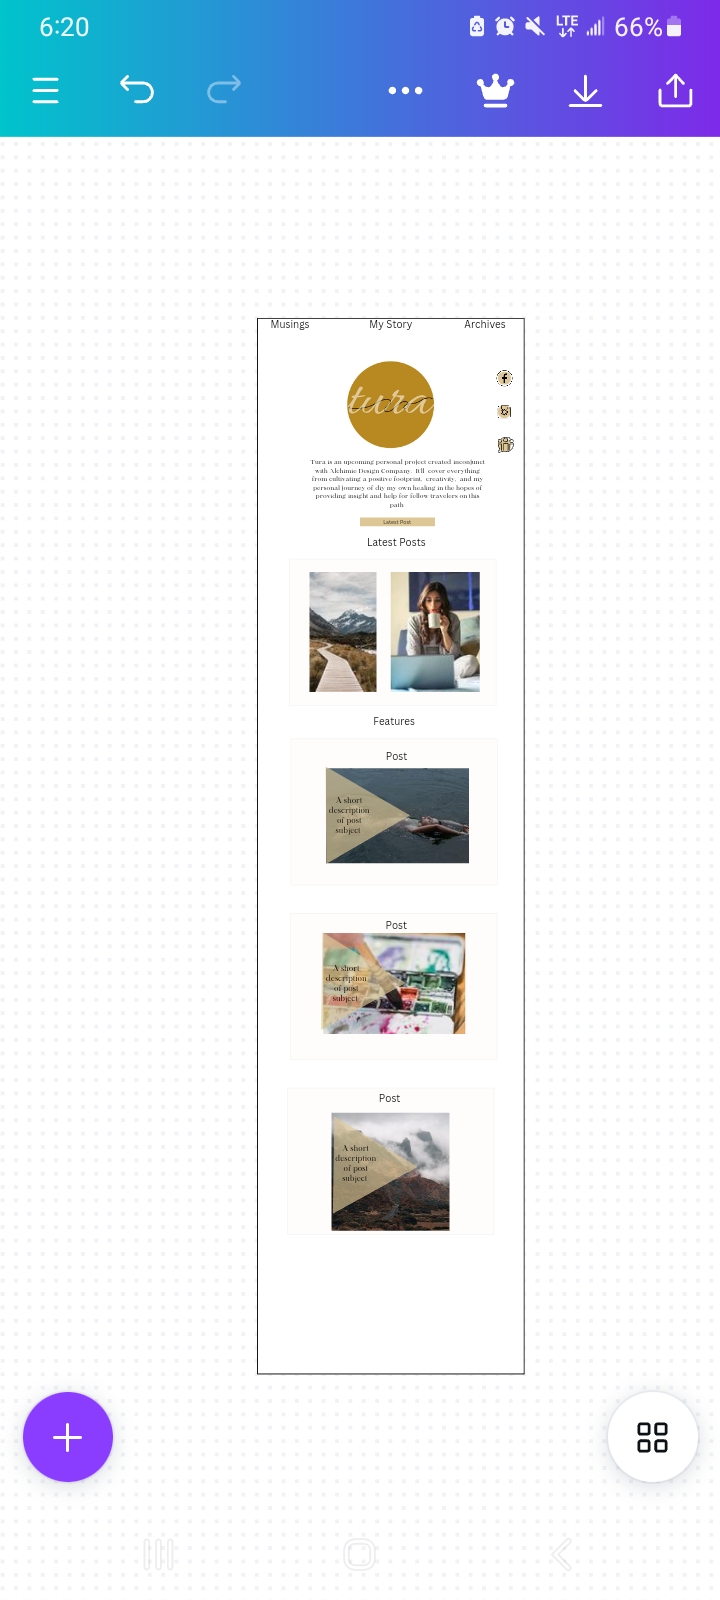 6:20 LTE 66%
Musings My Story Archives
tura
Tura is an upcoming personal project created inconjunct
with Alchimic Design Company. It'll cover everything
from cultivating a positive footprint, creativity, and my
personal journey of diy my own healing in the hopes of
providing insight and help for fellow travelers on this
path
Latest Post
Latest Posts
Features
Post
A short
description
of post
subject
Post
A short
description
of post
subject
Post
A short
description
of post
subject